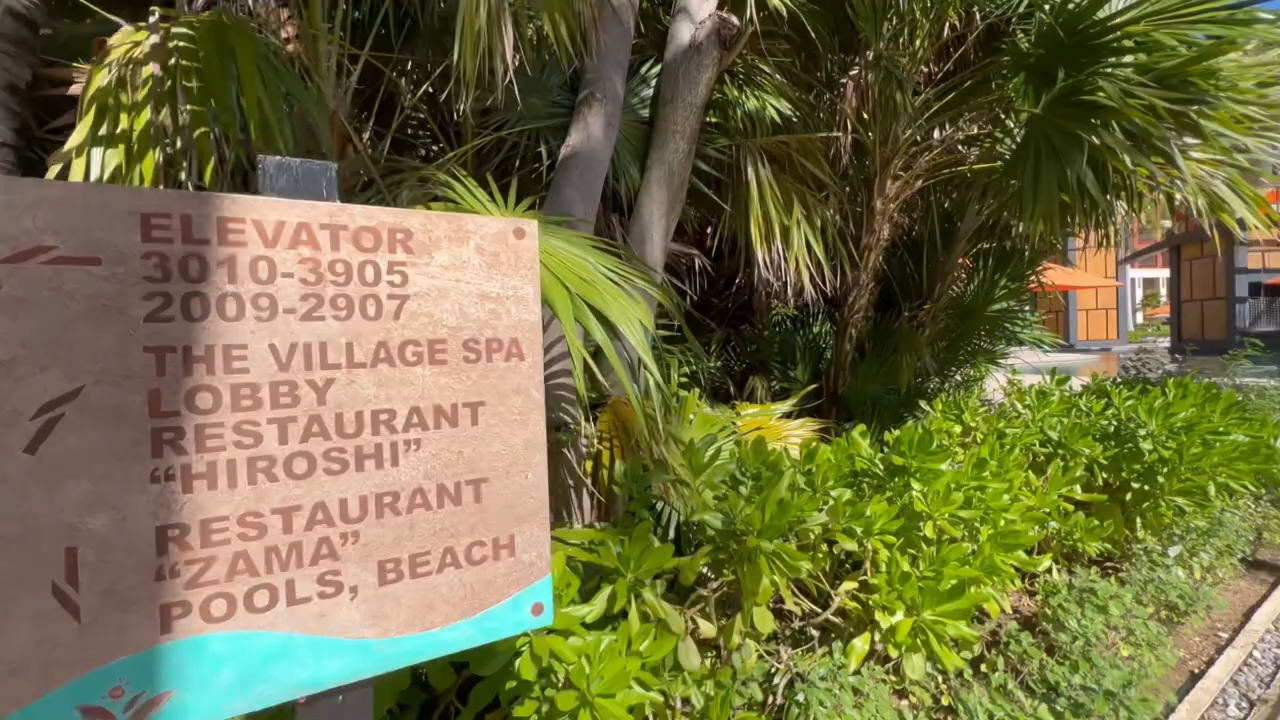 ELEVATOR
3010-3905
2009-2907
THE VILLAGE SPA
LOBBY
RESTAURANT
“HIROSHI”
RESTAURANT
“ZAMA”
POOLS, BEACH